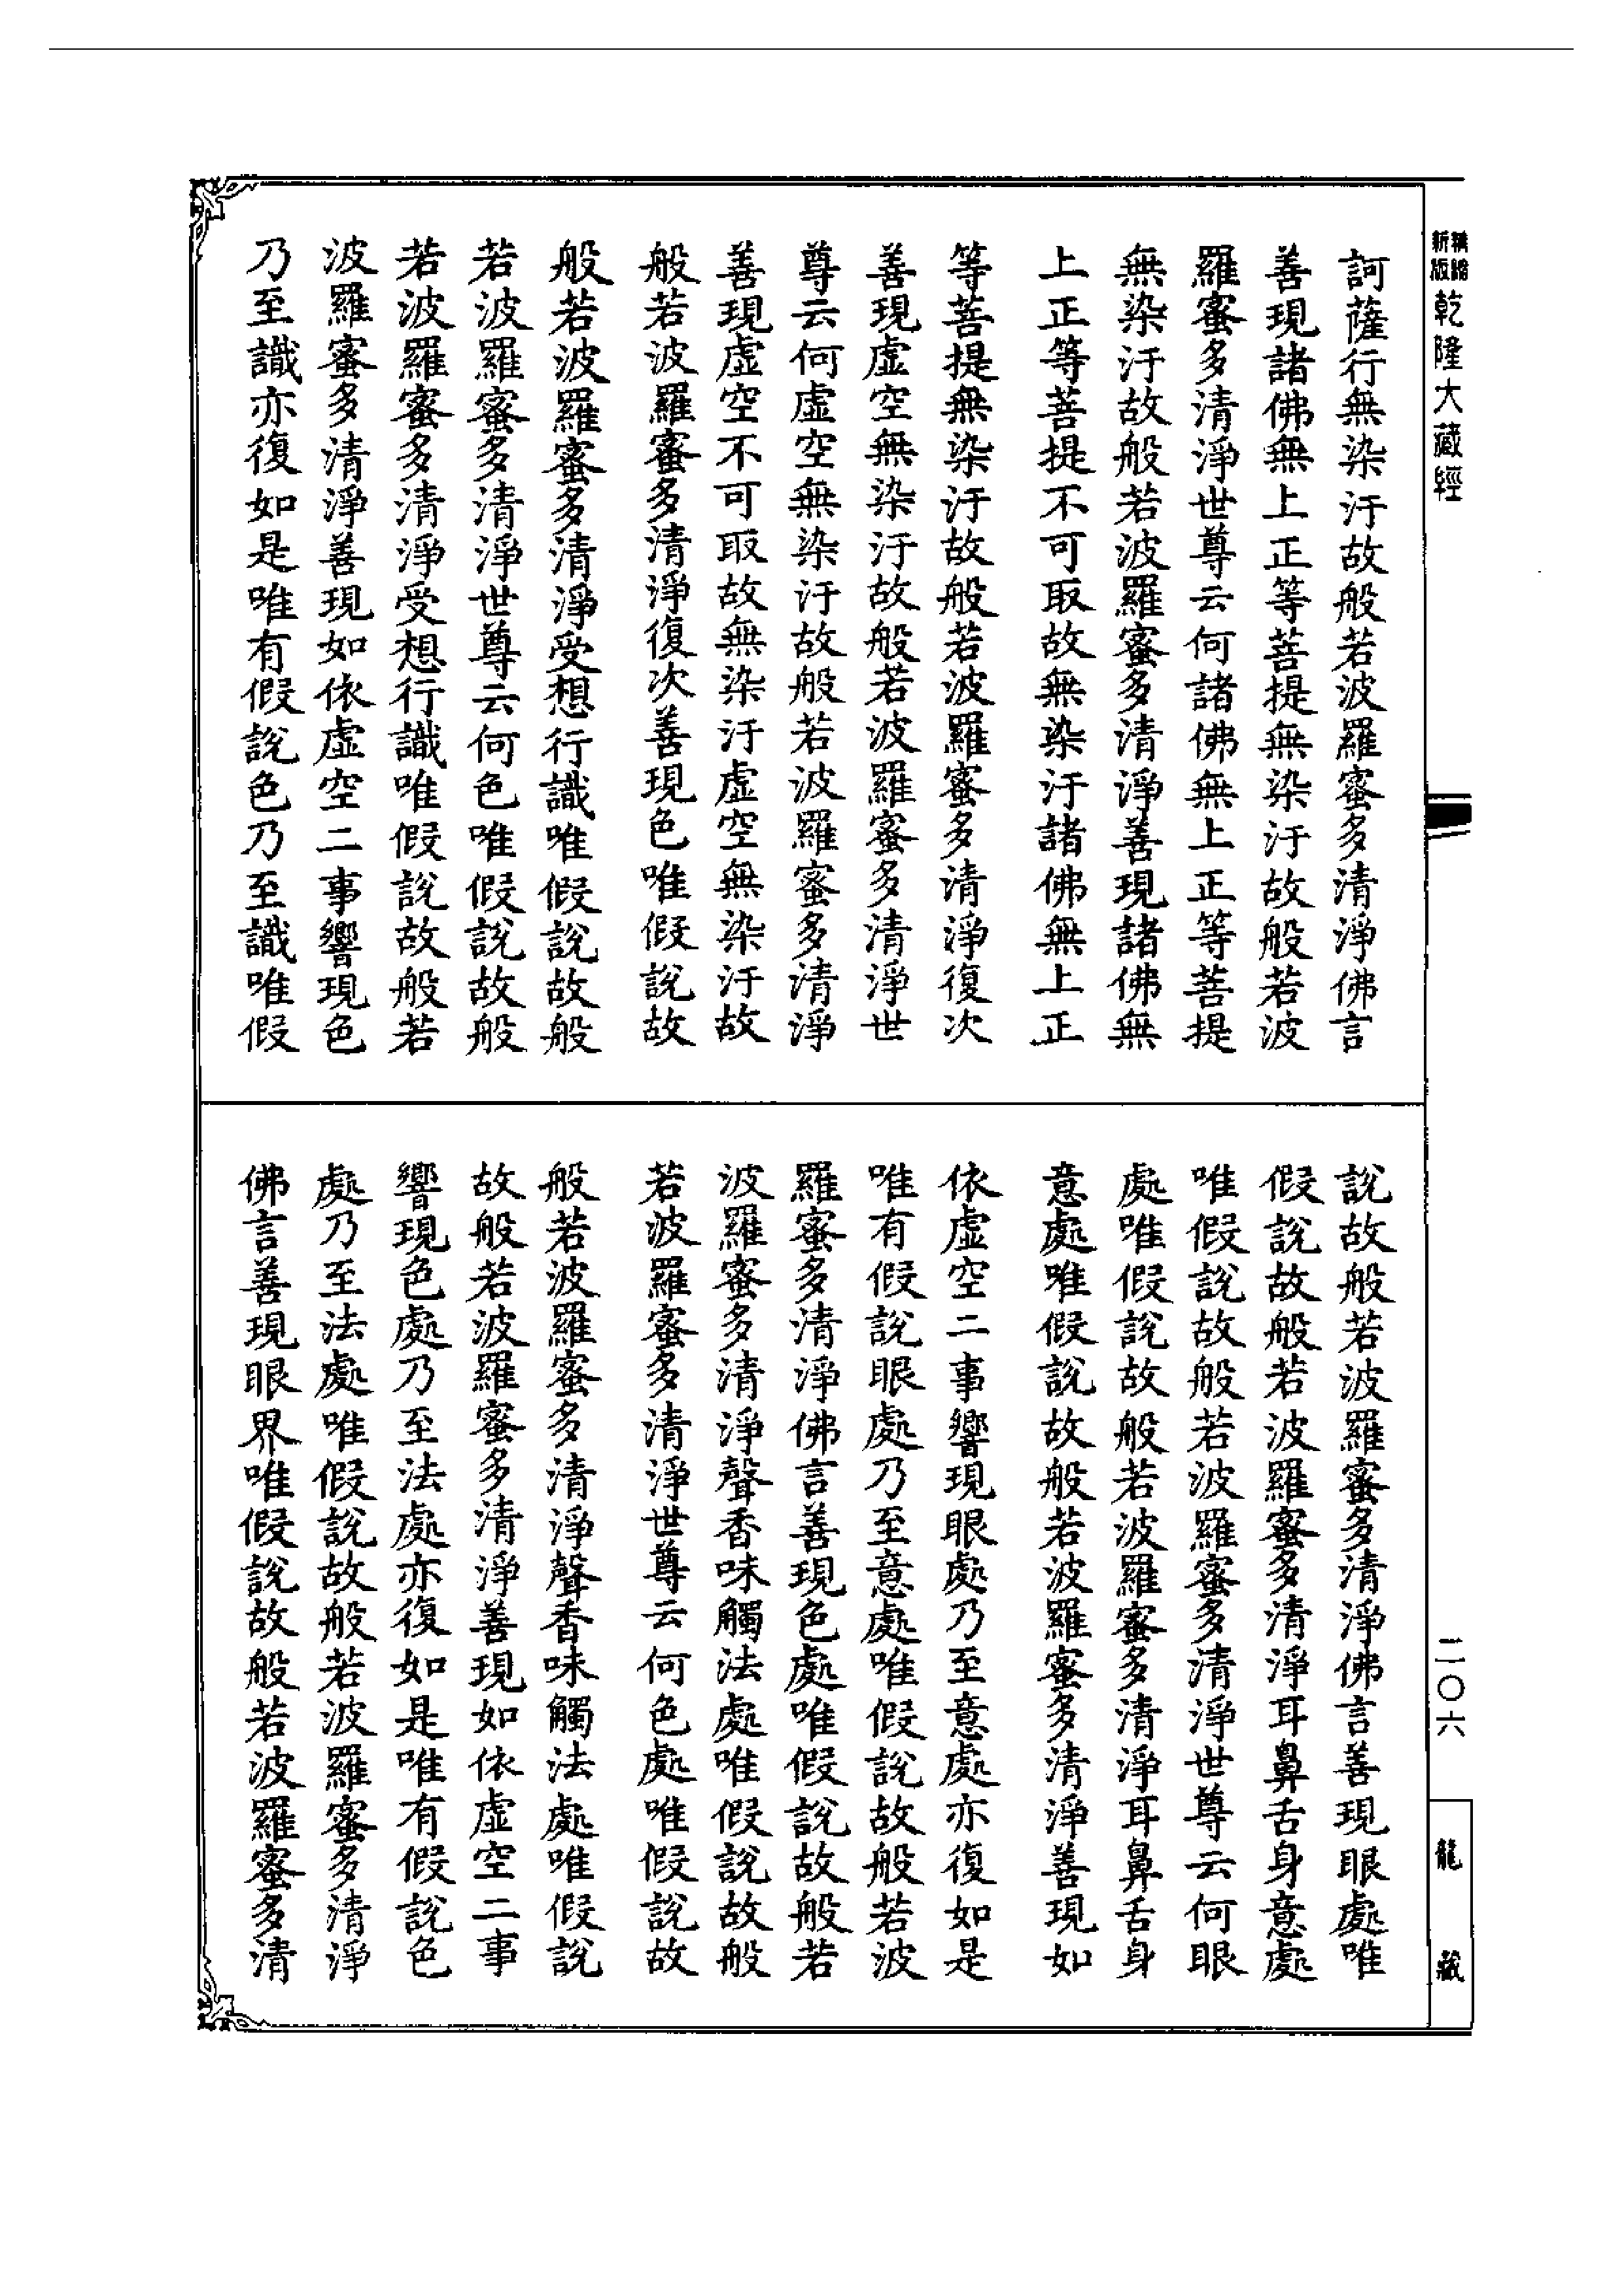 新版精縮乾隆大藏經
訶薩行無染汙故般若波羅蜜多清淨佛言
善現諸佛無上正等菩提無染汙故般若波
羅蜜多清淨世尊云何諸佛無上正等菩提
無染汙故般若波羅蜜多清淨善現諸佛無
上正等菩提不可取故無染汙諸佛無上正
等菩提無染汙故般若波羅蜜多清淨復次
善現虛空無染汙故般若波羅蜜多清淨世
尊云何虛空無染汙故般若波羅蜜多清淨
善現虛空不可取故無染汙虛空無染汙故
般若波羅蜜多清淨復次善現色唯假說故
般若波羅蜜多清淨受想行識唯假說故般
若波羅蜜多清淨世尊云何色唯假說故般
若波羅蜜多清淨受想行識唯假說故般若
波羅蜜多清淨善現如依虛空二事響現色
乃至識亦復如是唯有假說色乃至識唯假
說故般若波羅蜜多清淨佛言善現眼處唯
假說故般若波羅蜜多清淨耳鼻舌身意處
唯假說故般若波羅蜜多清淨世尊云何眼
處唯假說故般若波羅蜜多清淨耳鼻舌身
意處唯假說故般若波羅蜜多清淨善現如
依虛空二事響現眼處乃至意處亦復如是
唯有假說眼處乃至意處唯假說故般若波
羅蜜多清淨佛言善現色處唯假說故般若
波羅蜜多清淨聲香味觸法處唯假說故般
若波羅蜜多清淨世尊云何色處唯假說故
般若波羅蜜多清淨聲香味觸法處唯假說
故般若波羅蜜多清淨善現如依虛空二事
響現色處乃至法處亦復如是唯有假說色
處乃至法處唯假說故般若波羅蜜多清淨
佛言善現眼界唯假說故般若波羅蜜多清
二〇六
龍藏